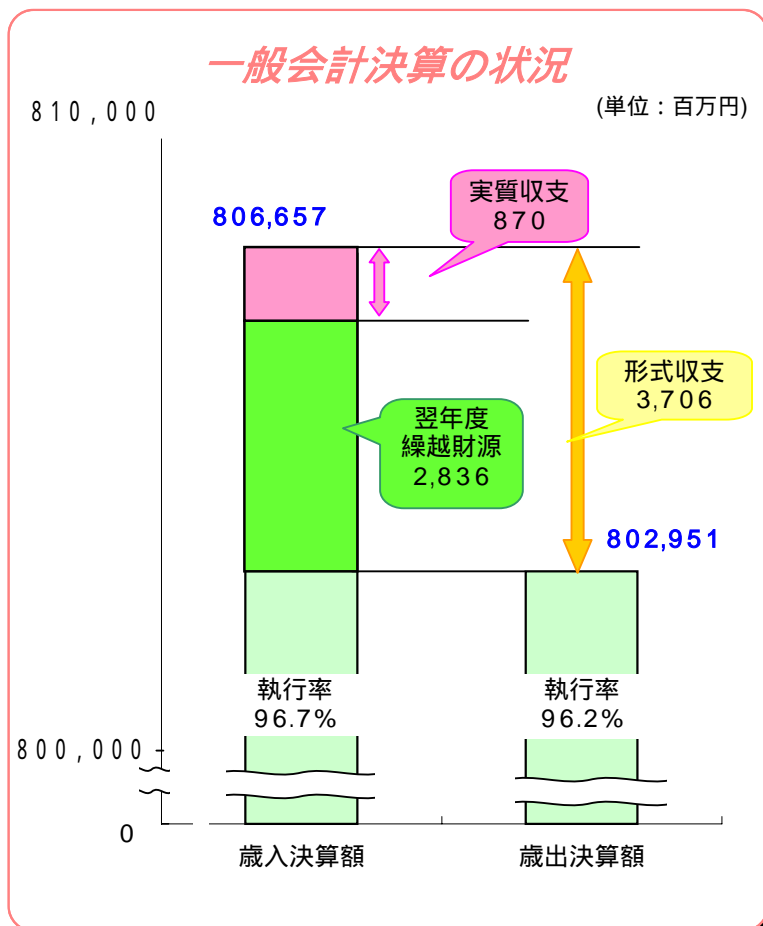 一般会計決算の状況
(単位：百万円)
810,000
実質収支
870
806,657
形式収支
3,706
翌年度
繰越財源
2,836
802,951
執行率
96.7%
執行率
96.2%
800,000
0
歳入決算額
歳出決算額